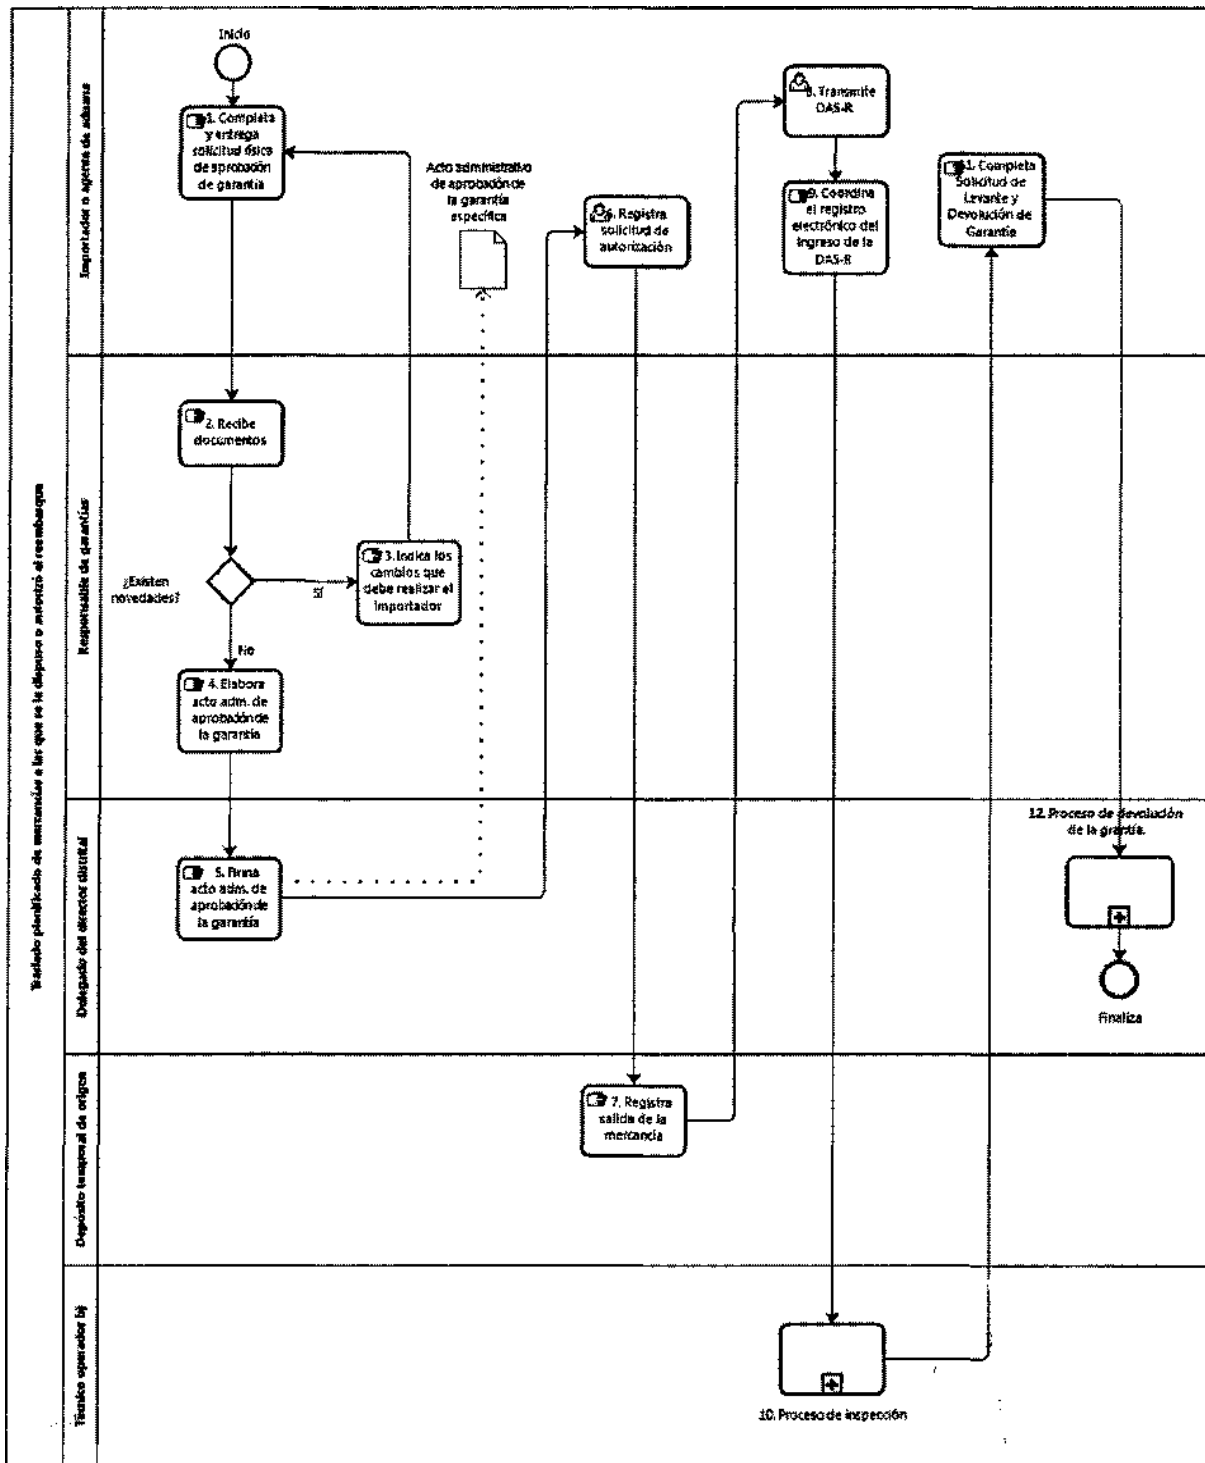 Traslado planificado de mercancías a las que se le dispuso o autorizó el reembarque
Importador o agente de aduana
Inicio
1. Completa
y entrega
solicitud física
de aprobación
de garantía
Acto administrativo
de aprobación de
la garantía
específica
6. Registra
solicitud de
autorización
8. Transmite
DAS-R
9. Coordina
el registro
electrónico del
ingreso de la
DAS-R
11. Completa
Solicitud de
Levante y
Devolución de
Garantía
Responsable de garantías
2. Recibe
documentos
¿Existen
novedades?
Sí
3. Indica los
cambios que
debe realizar el
importador
No
4. Elabora
acto adm. de
aprobación de
la garantía
Delegado del director distrital
5. Firma
acto adm. de
aprobación de
la garantía
12. Proceso de devolución
de la grantía.
Finaliza
Depósito temporal de origen
7. Registra
salida de la
mercancía
Técnico operador bj
10. Proceso de inspección